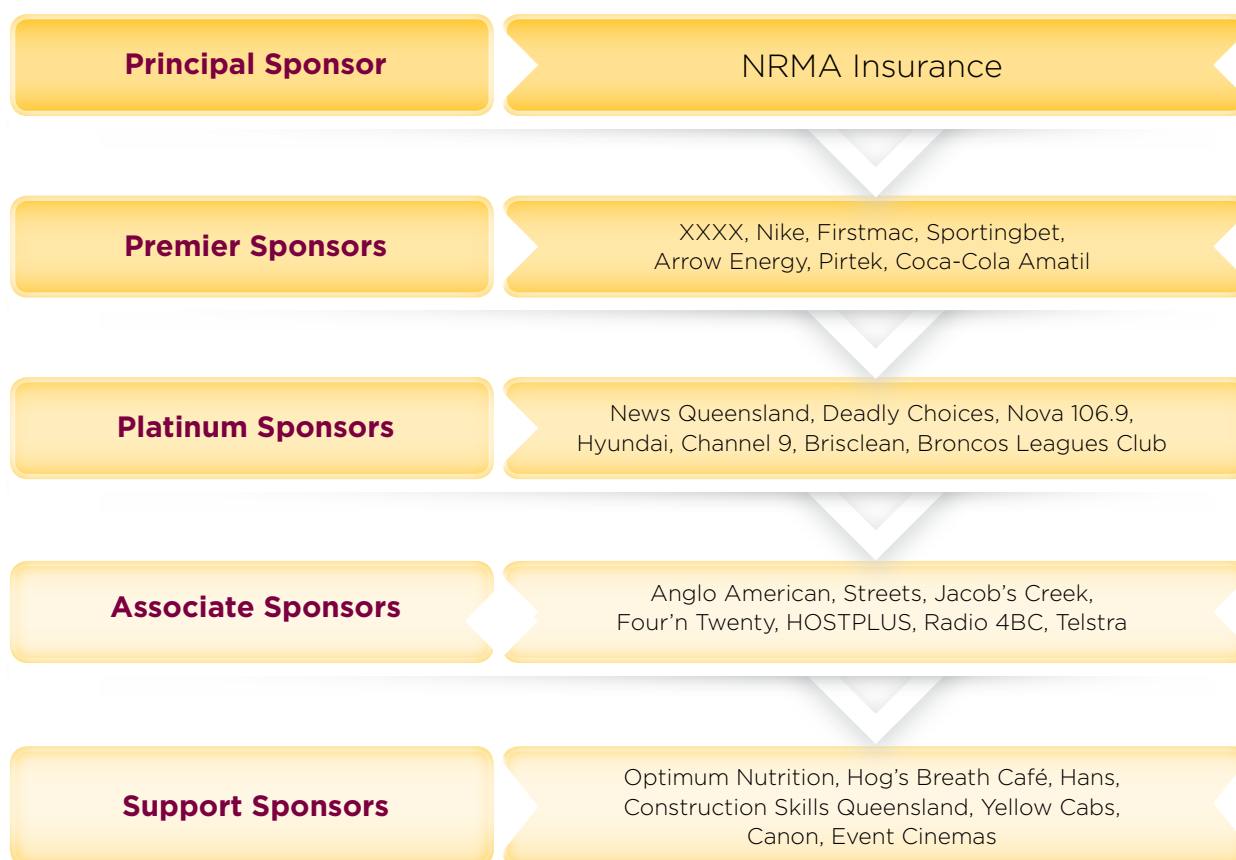 Principal Sponsor
NRMA Insurance
Premier Sponsors
XXXX, Nike, Firstmac, Sportingbet,
Arrow Energy, Pirtek, Coca-Cola Amatil
Platinum Sponsors
News Queensland, Deadly Choices, Nova 106.9,
Hyundai, Channel 9, Brisclean, Broncos Leagues Club
Associate Sponsors
Anglo American, Streets, Jacob’s Creek,
Four’n Twenty, HOSTPLUS, Radio 4BC, Telstra
Support Sponsors
Optimum Nutrition, Hog’s Breath Café, Hans,
Construction Skills Queensland, Yellow Cabs,
Canon, Event Cinemas